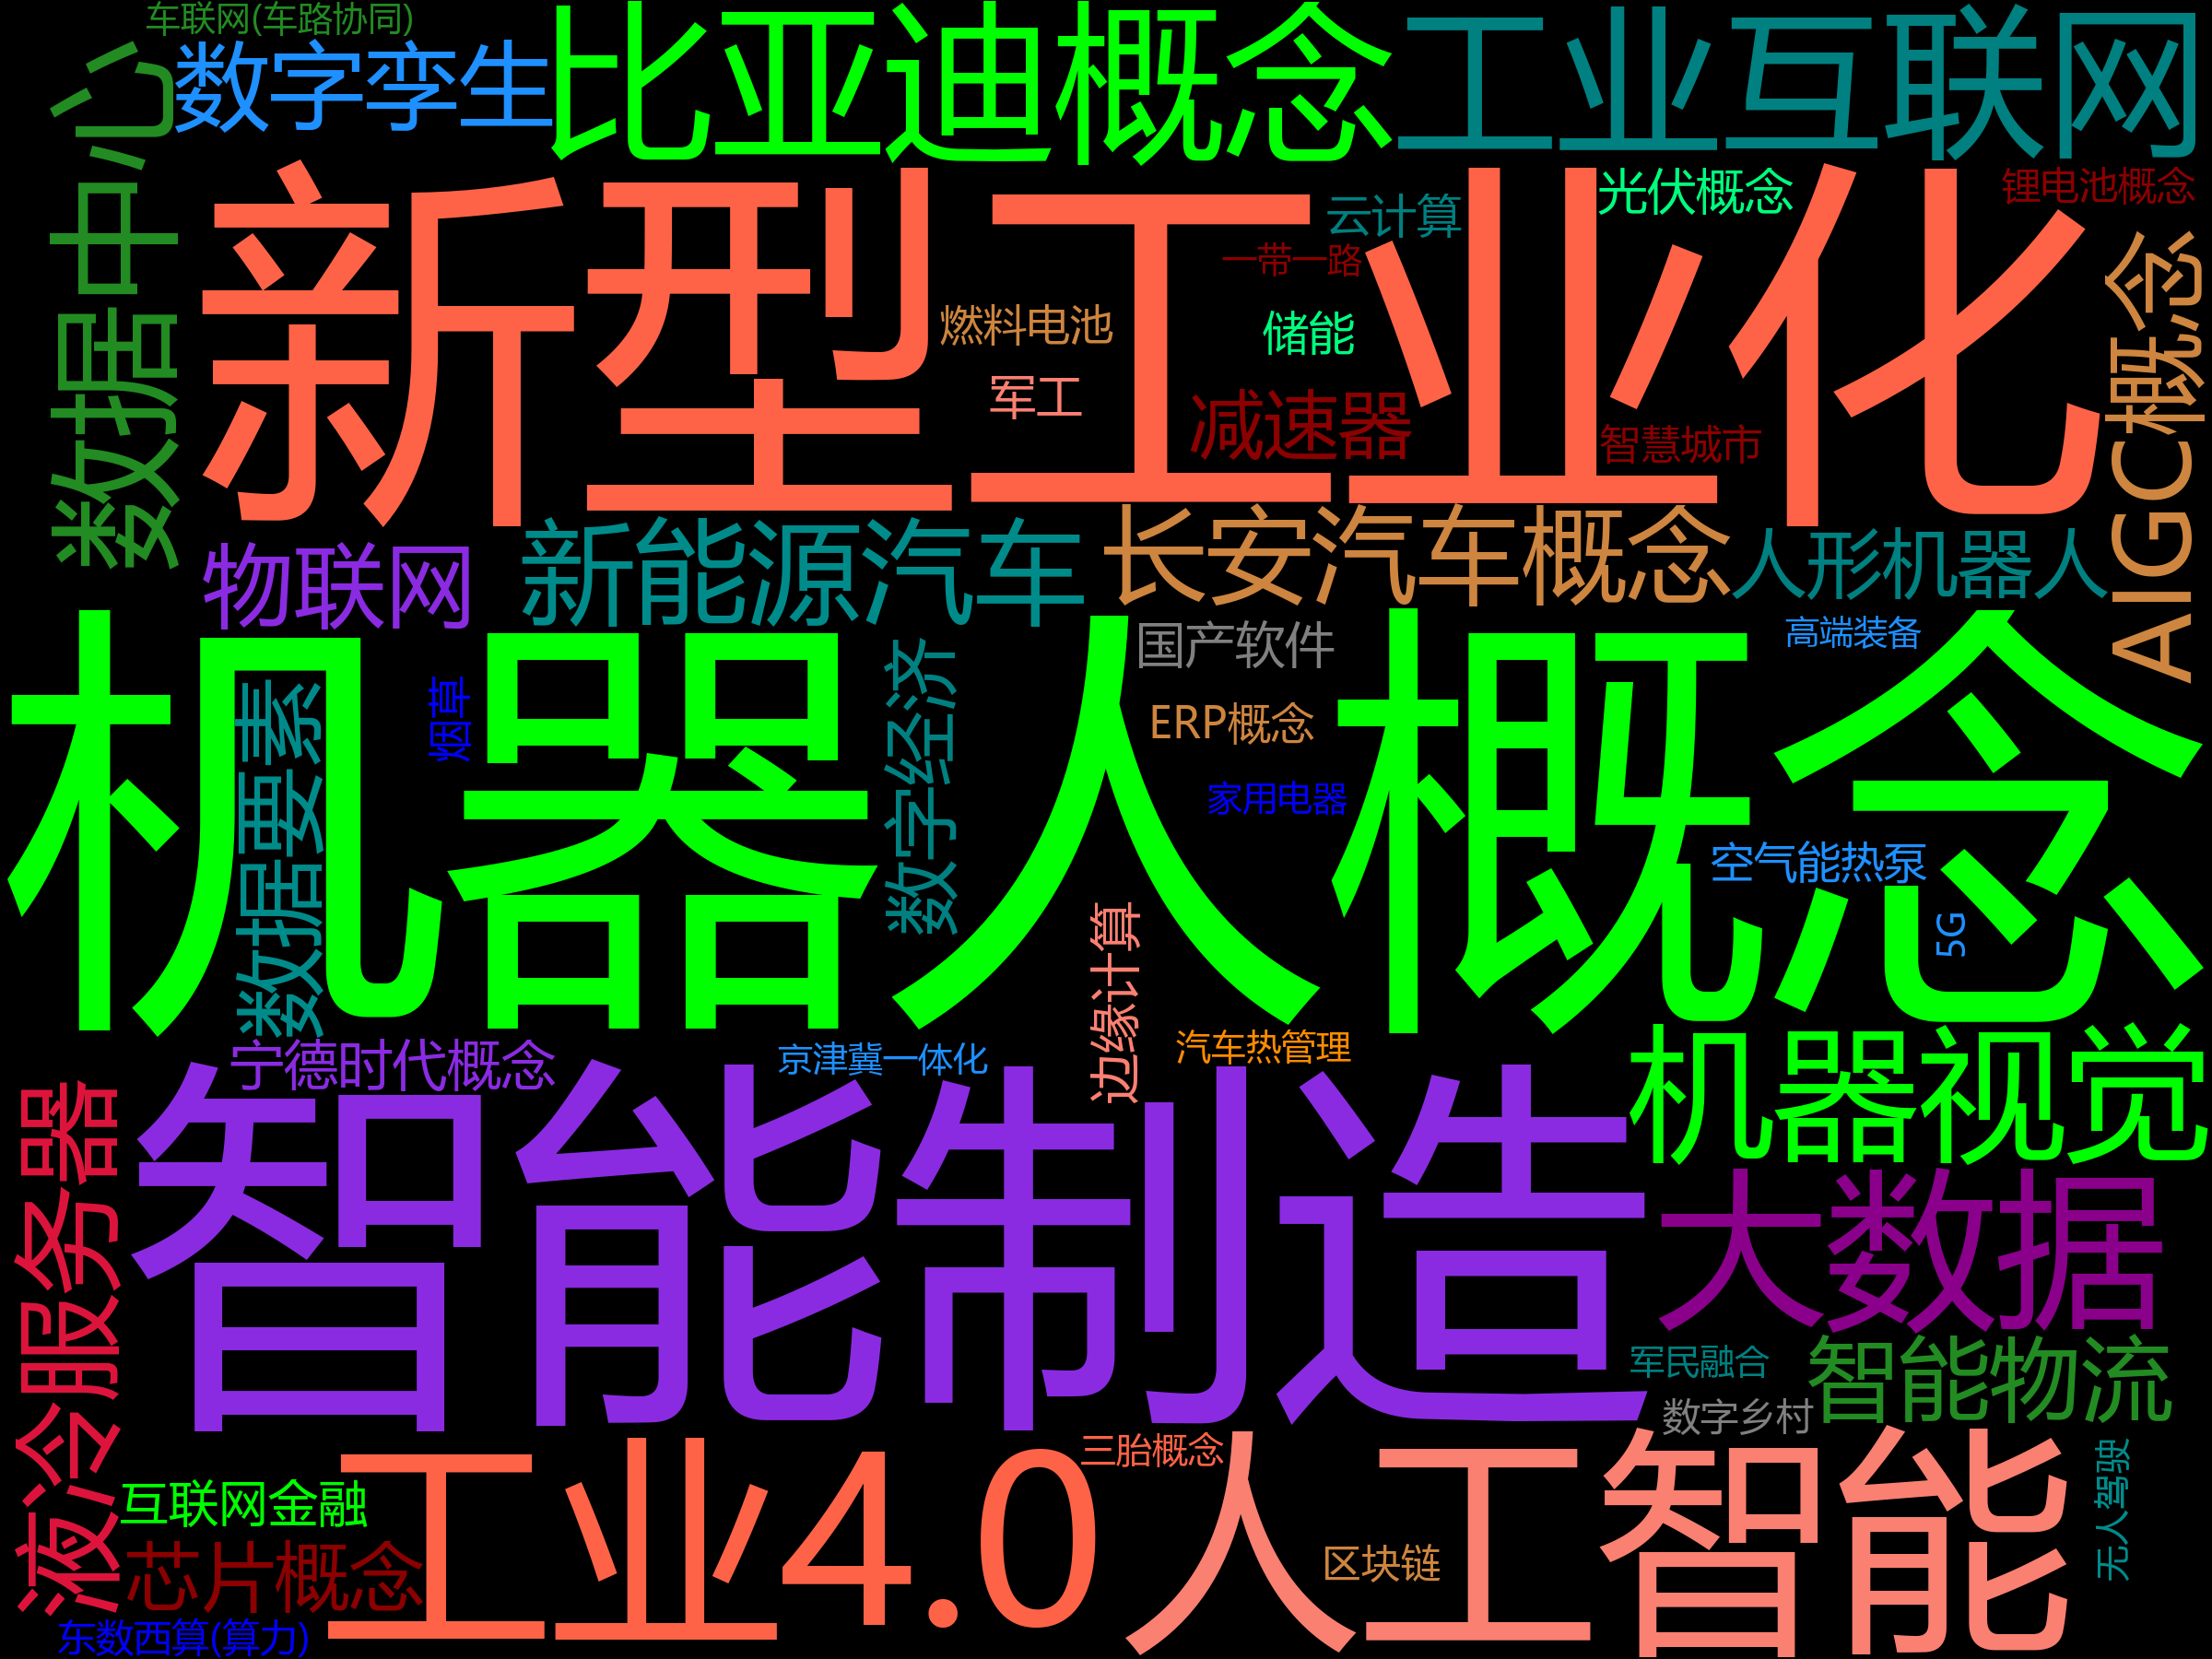 车联网(车路协同)
数字孪生
比亚迪概念
工业互联网
数据中心
新型工业化
云计算
光伏概念
锂电池概念
一带一路
燃料电池
储能
军工
减速器
智慧城市
AIGC概念
物联网
新能源汽车
长安汽车概念
人形机器人
国产软件
高端装备
机器人概念
数据要素
烟草
数字经济
ERP概念
家用电器
空气能热泵
5G
边缘计算
宁德时代概念
京津冀一体化
汽车热管理
机器视觉
液冷服务器
智能制造
大数据
军民融合
智能物流
数字乡村
三胎概念
互联网金融
工业4.0
人工智能
无人驾驶
芯片概念
区块链
东数西算(算力)